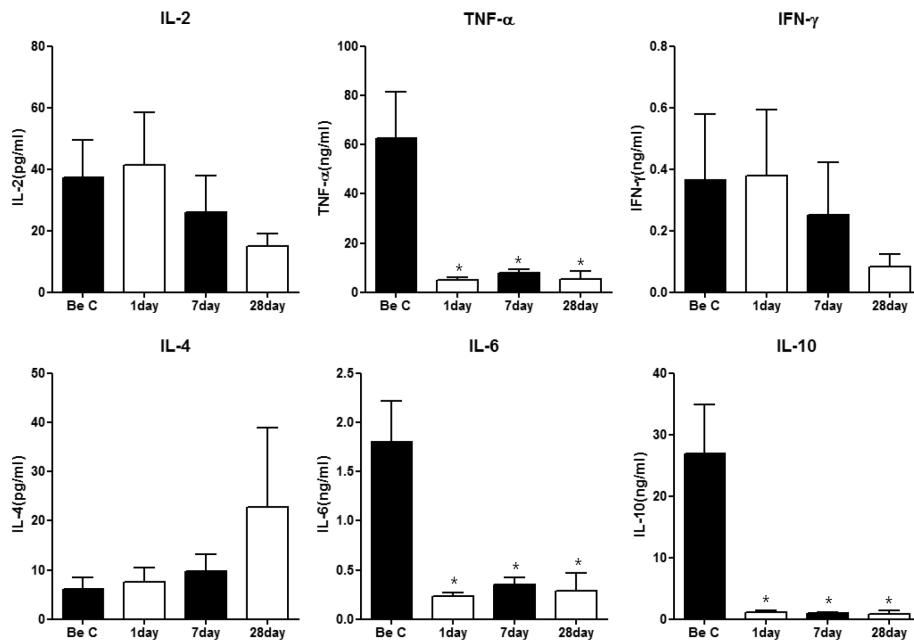 IL-2
TNF-α
IFN-γ
IL-2(pg/ml)
80
60
40
20
0
Be C 1day 7day 28day
TNF-α(ng/ml)
100
80
60
40
20
0
* * *
Be C 1day 7day 28day
IFN-γ(ng/ml)
0.8
0.6
0.4
0.2
0.0
Be C 1day 7day 28day
IL-4
IL-6
IL-10
IL-4(pg/ml)
50
40
30
20
10
0
Be C 1day 7day 28day
IL-6(ng/ml)
2.5
2.0
1.5
1.0
0.5
0.0
* * *
Be C 1day 7day 28day
IL-10(ng/ml)
40
30
20
10
0
* * *
Be C 1day 7day 28day